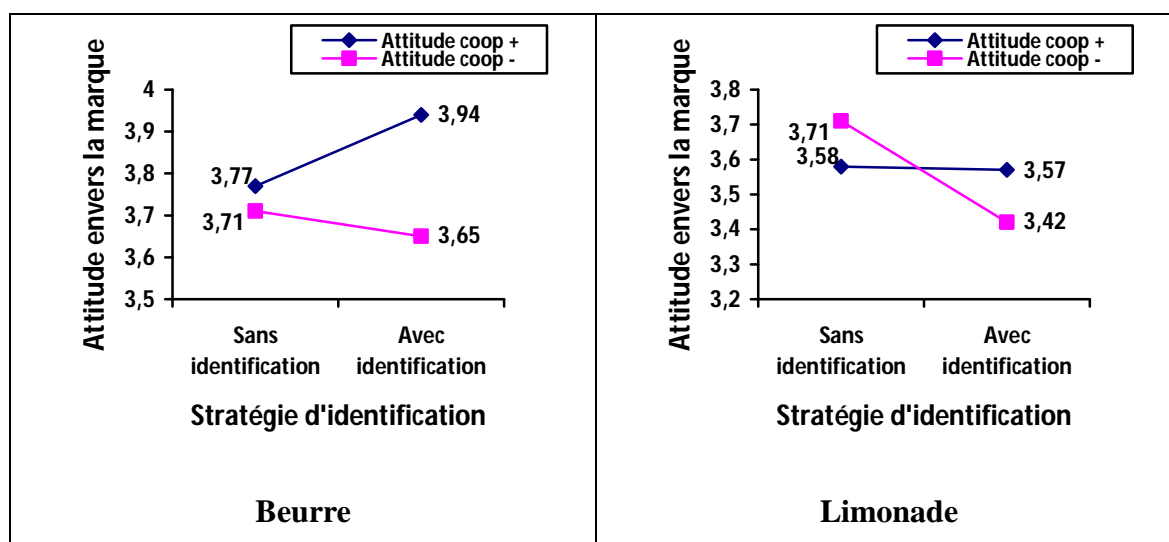 Attitude coop +
Attitude coop -
Attitude envers la marque
4
3,9
3,8
3,7
3,6
3,5
3,77
3,94
3,71
3,65
Sans
identification
Avec
identification
Stratégie d'identification
Beurre
Attitude coop +
Attitude coop -
Attitude envers la marque
3,8
3,7
3,6
3,5
3,4
3,3
3,2
3,71
3,58
3,57
3,42
Sans
identification
Avec
identification
Stratégie d'identification
Limonade